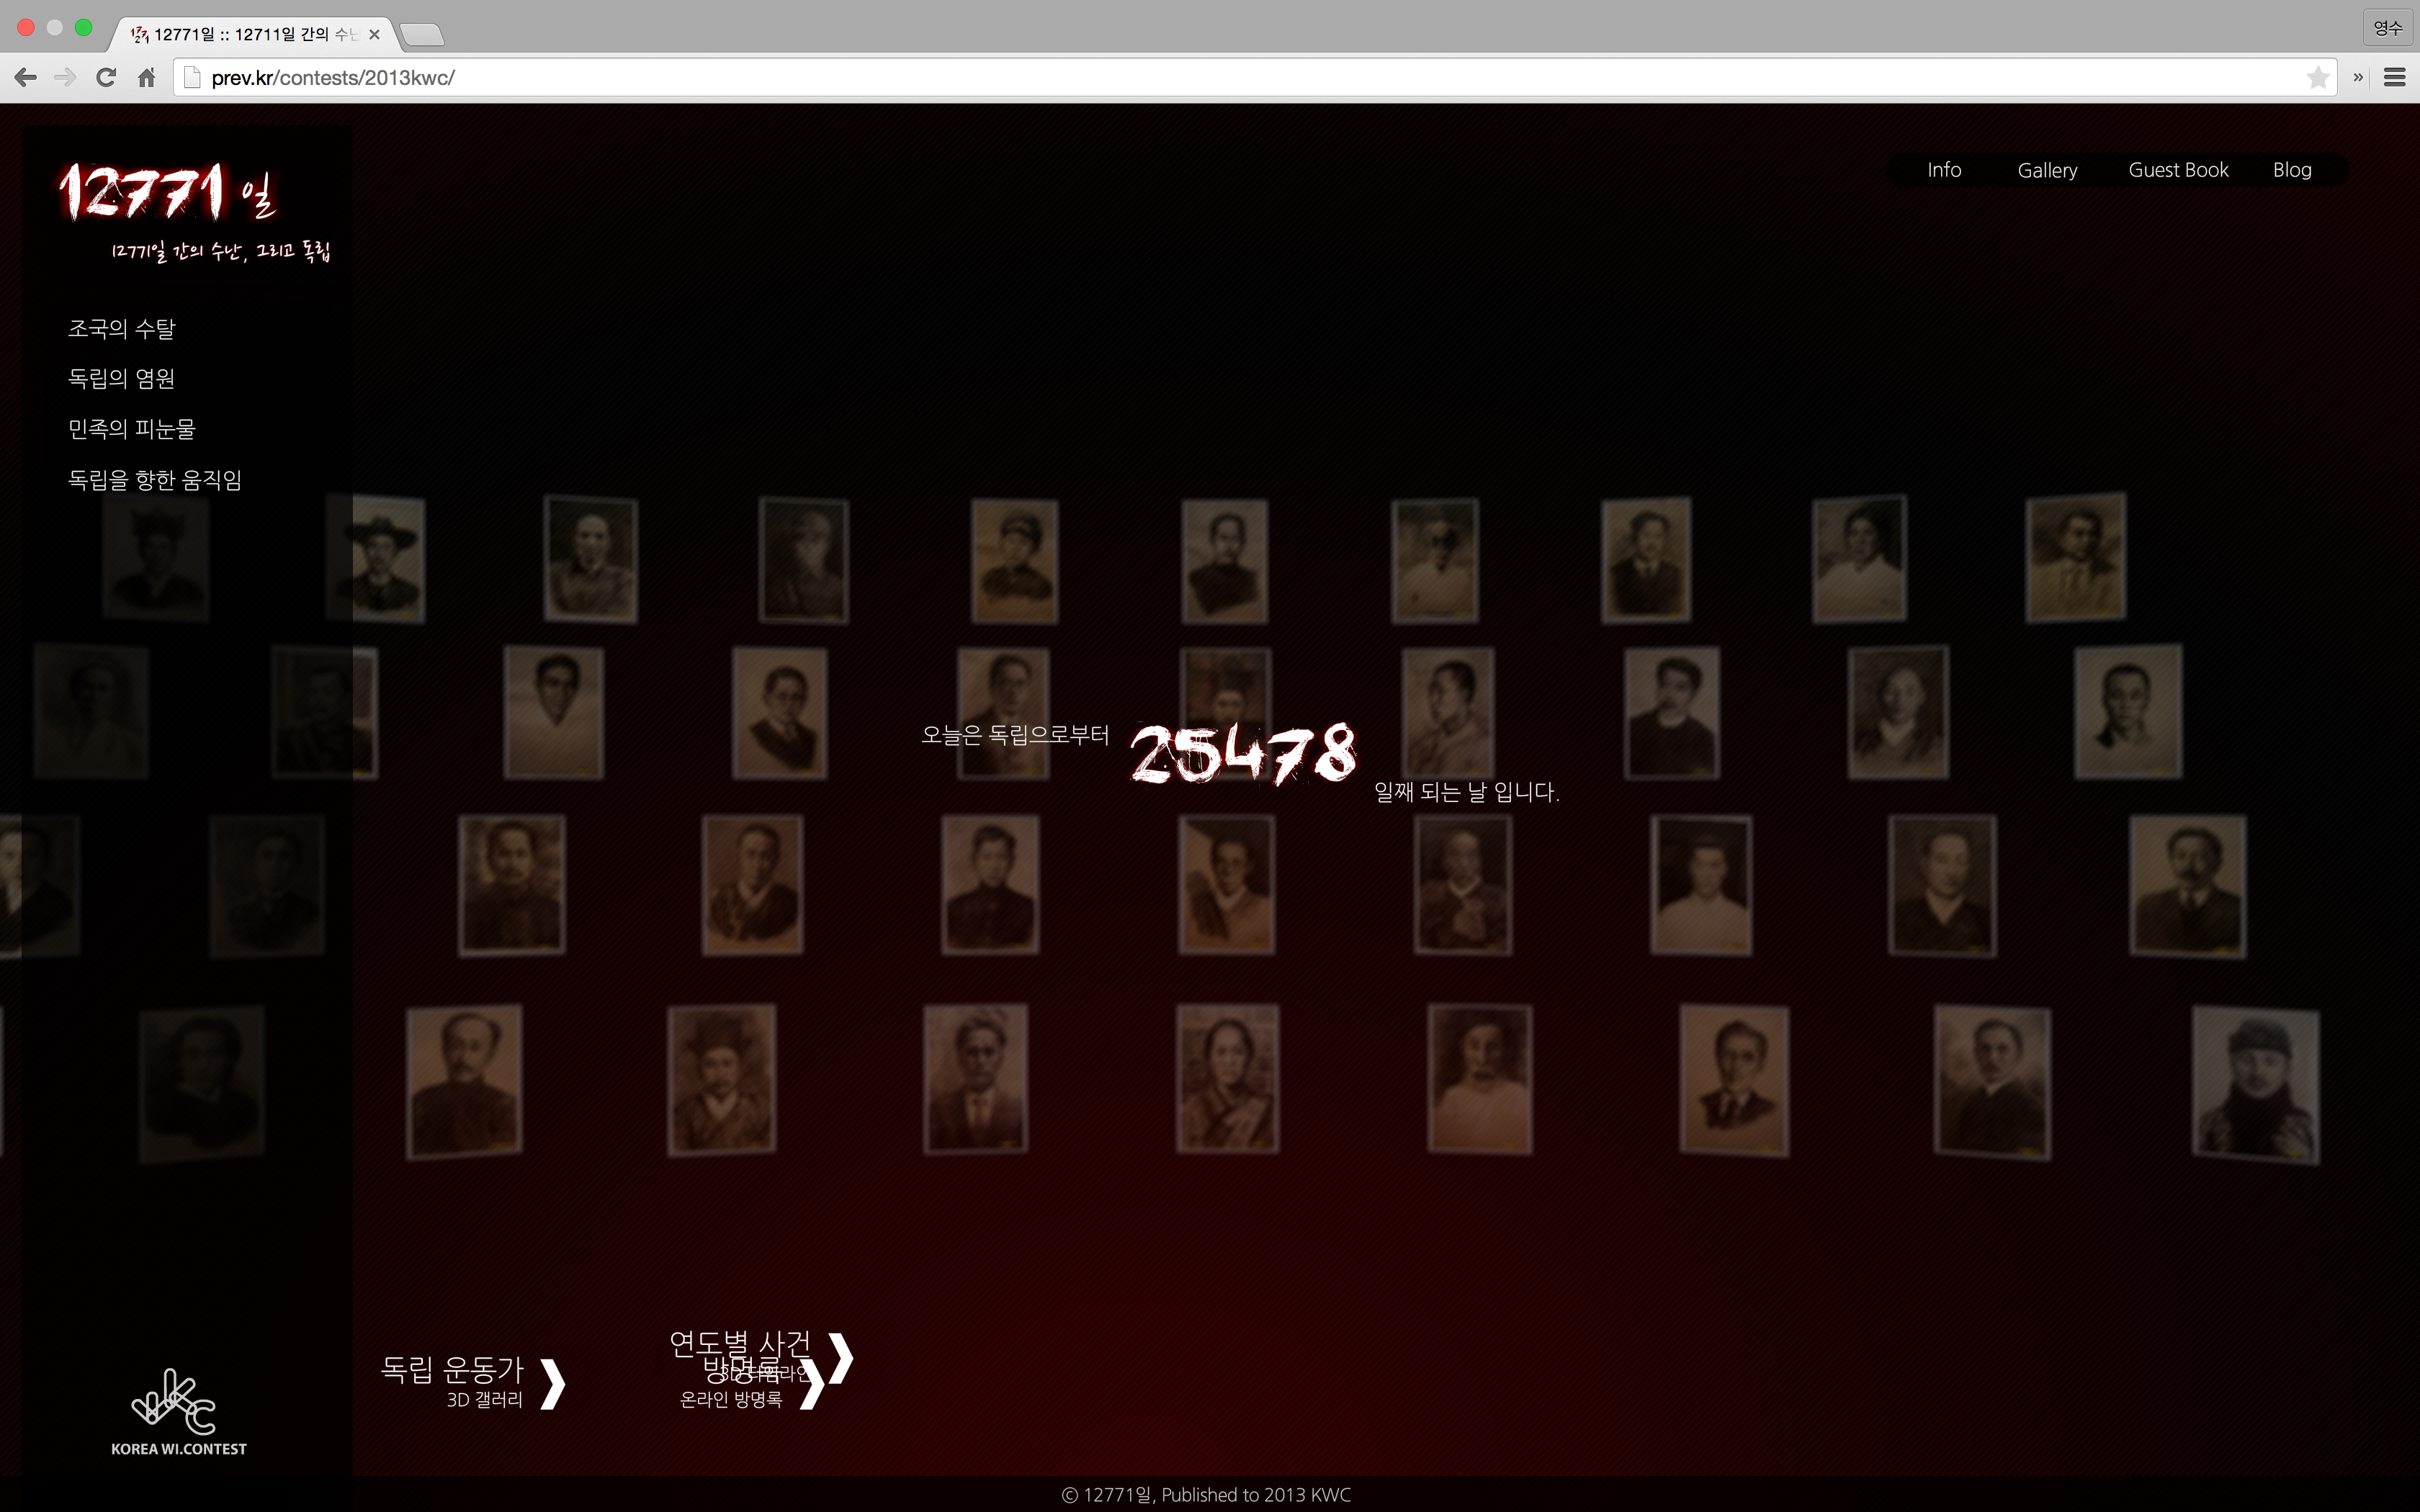 12771일 :: 12711일 간의 수난
영수
prev.kr/contests/2013kwc/
»
12771 일
12771일 간의 수난, 그리고 독립
Info
Gallery
Guest Book
Blog
조국의 수탈
독립의 염원
민족의 피눈물
독립을 향한 움직임
오늘은 독립으로부터
25478
일째 되는 날 입니다.
독립 운동가
3D 갤러리
연도별 사건
3D 타임라인
방명록
온라인 방명록
KOREA WI.CONTEST
© 12771일, Published to 2013 KWC